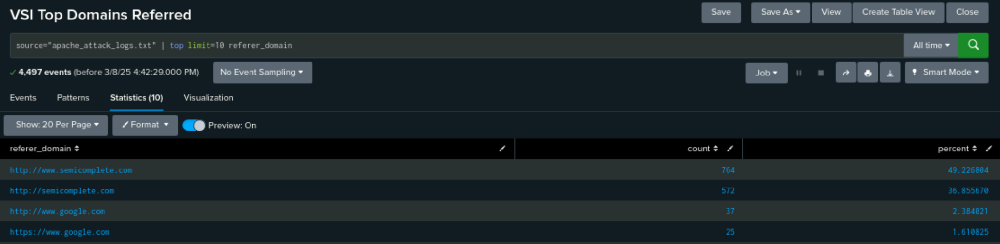 VSI Top Domains Referred
Save Save As View Create Table View Close
source="apache_attack_logs.txt" | top limit=10 referer_domain
All time
4,497 events (before 3/8/25 4:42:29.000 PM) No Event Sampling Job Smart Mode
Events Patterns Statistics (10) Visualization
Show: 20 Per Page Format Preview: On
referer_domain count percent
http://www.semicomplete.com 764 49.226804
http://semicomplete.com 572 36.855670
http://www.google.com 37 2.384021
https://www.google.com 25 1.610825